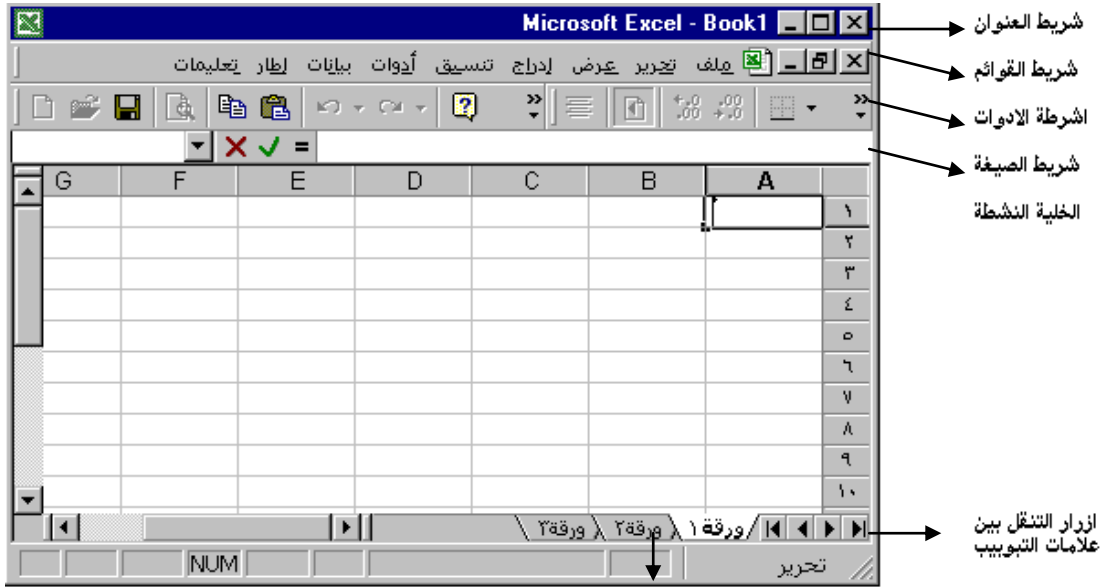 Microsoft Excel - Book1
شريط العنوان
ملف تحرير عرض إدراج تنسيق أدوات بيانات إطار تعليمات
شريط القوائم
اشرطة الادوات
=
شريط الصيغة
A B C D E F G
١
الخلية النشطة
٢
٣
٤
٥
٦
٧
٨
٩
١٠
ورقة١ ورقة٢ ورقة٣
ازرار التنقل بين
علامات التبويب
تحرير NUM